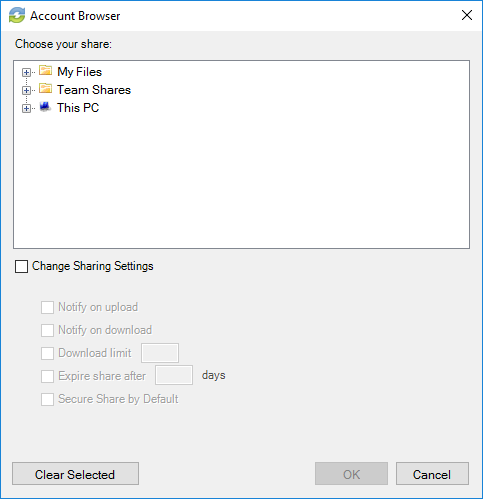 Account Browser
Choose your share:
My Files
Team Shares
This PC
Change Sharing Settings
Notify on upload
Notify on download
Download limit
Expire share after days
Secure Share by Default
Clear Selected OK Cancel